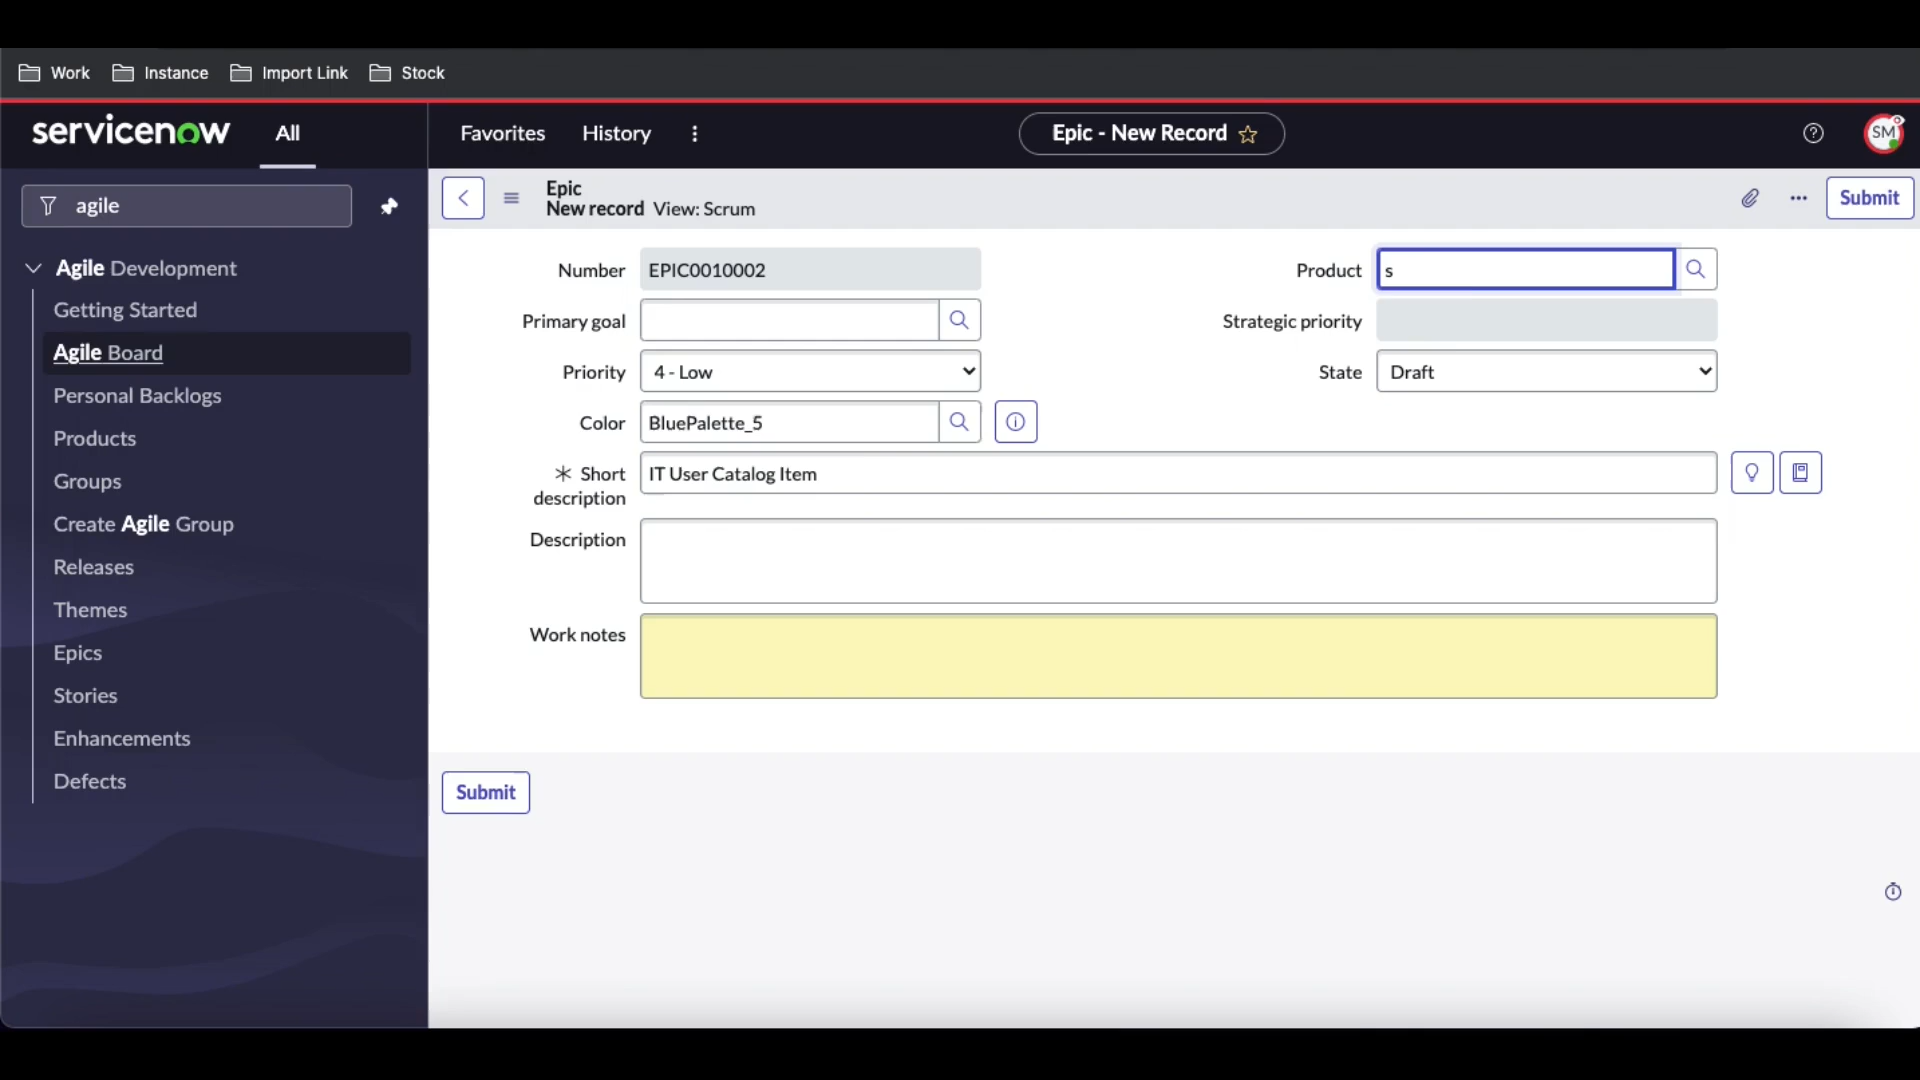 Work Instance Import Link Stock
servicenow All Favorites History Epic - New Record SM
agile
Agile Development
Getting Started
Agile Board
Personal Backlogs
Products
Groups
Create Agile Group
Releases
Themes
Epics
Stories
Enhancements
Defects
Epic
New record View: Scrum
Submit
Number EPIC0010002 Product s
Primary goal Strategic priority
Priority 4 - Low State Draft
Color BluePalette_5
Short IT User Catalog Item
description
Description
Work notes
Submit